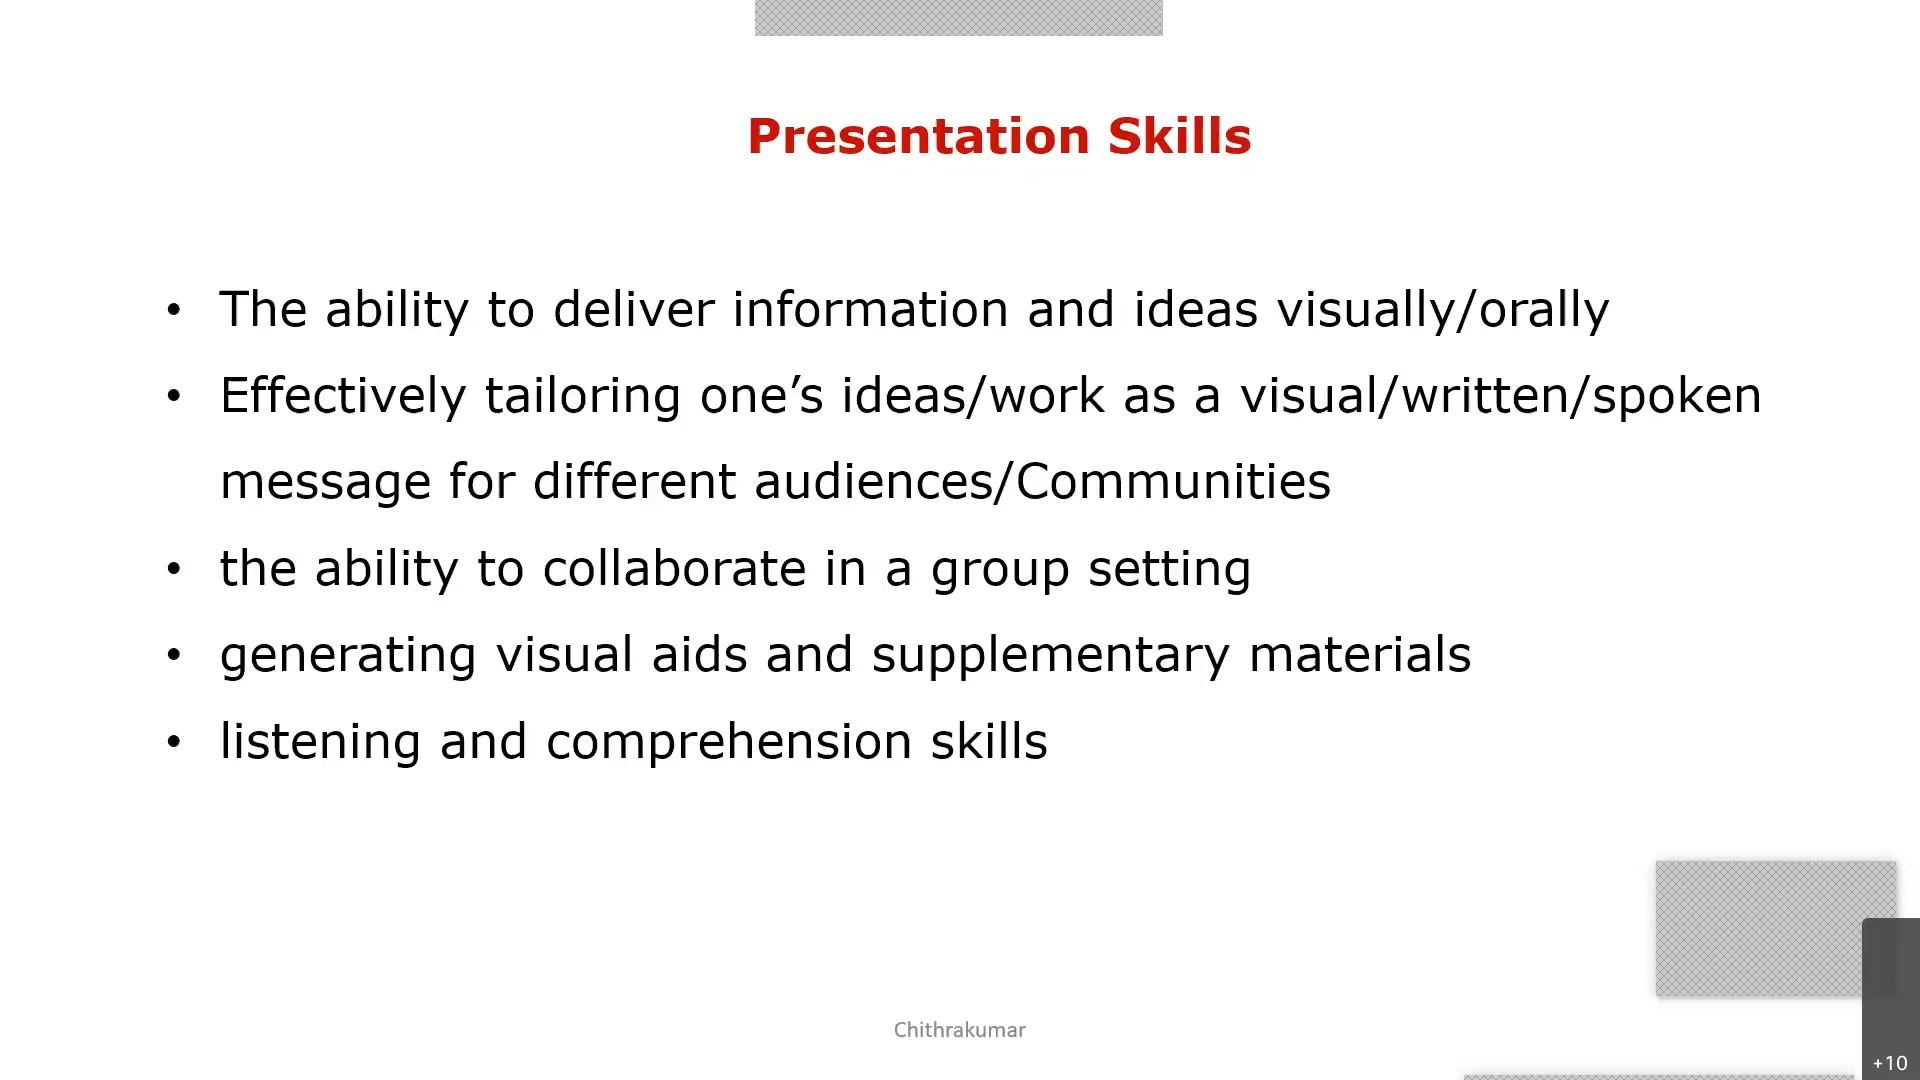 Presentation Skills
• The ability to deliver information and ideas visually/orally
• Effectively tailoring one’s ideas/work as a visual/written/spoken
message for different audiences/Communities
• the ability to collaborate in a group setting
• generating visual aids and supplementary materials
• listening and comprehension skills
Chithrakumar
+10